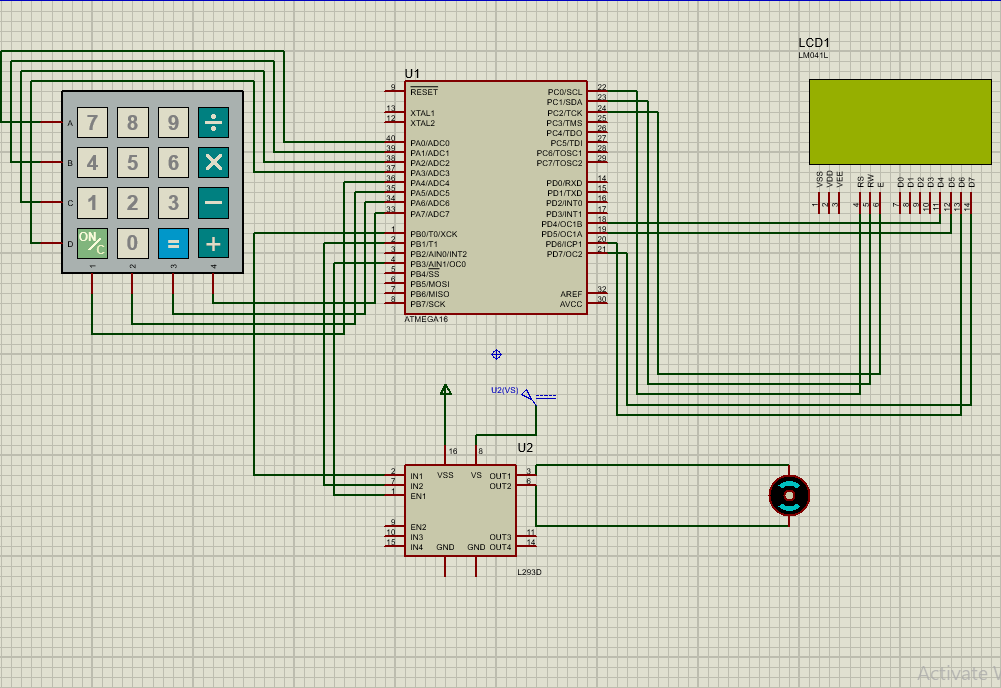 LCD1
LM041L
VSS VDD VEE RS RW E D0 D1 D2 D3 D4 D5 D6 D7
1 2 3 4 5 6 7 8 9 10 11 12 13 14
A 7 8 9 ÷
B 4 5 6 ×
C 1 2 3 −
D ON/C 0 = +
1 2 3 4
U1
9 RESET PC0/SCL 22
PC1/SDA 23
13 XTAL1 PC2/TCK 24
12 XTAL2 PC3/TMS 25
PC4/TDO 26
40 PA0/ADC0 PC5/TDI 27
39 PA1/ADC1 PC6/TOSC1 28
38 PA2/ADC2 PC7/TOSC2 29
37 PA3/ADC3
36 PA4/ADC4 PD0/RXD 14
35 PA5/ADC5 PD1/TXD 15
34 PA6/ADC6 PD2/INT0 16
33 PA7/ADC7 PD3/INT1 17
PD4/OC1B 18
1 PB0/T0/XCK PD5/OC1A 19
2 PB1/T1 PD6/ICP1 20
3 PB2/AIN0/INT2 PD7/OC2 21
4 PB3/AIN1/OC0
5 PB4/SS
6 PB5/MOSI
7 PB6/MISO AREF 32
8 PB7/SCK AVCC 30
ATMEGA16
U2(VS)
U2
16 8
2 IN1 VSS VS OUT1 3
7 IN2 OUT2 6
1 EN1
9 EN2
10 IN3 OUT3 11
15 IN4 GND GND OUT4 14
L293D
Activate